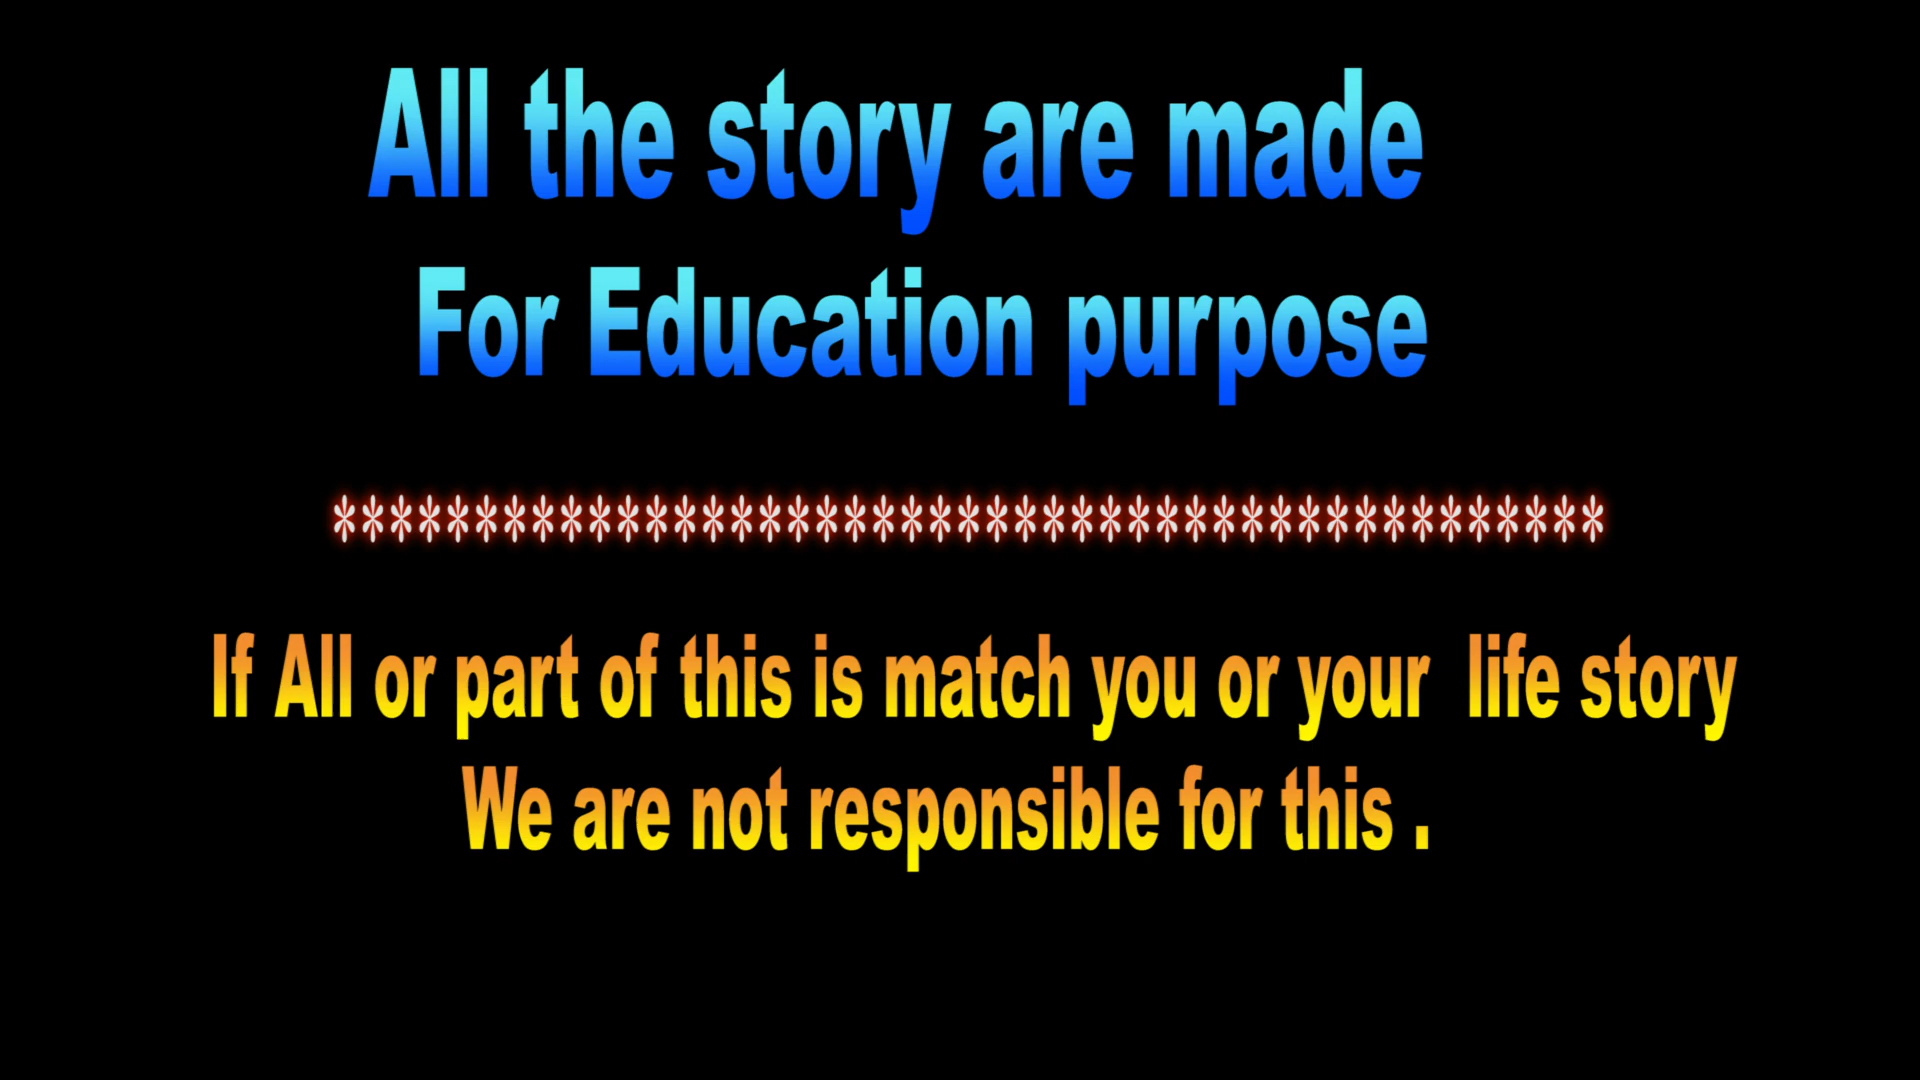 All the story are made
For Education purpose
*********************************************
If All or part of this is match you or your  life story
We are not responsible for this .